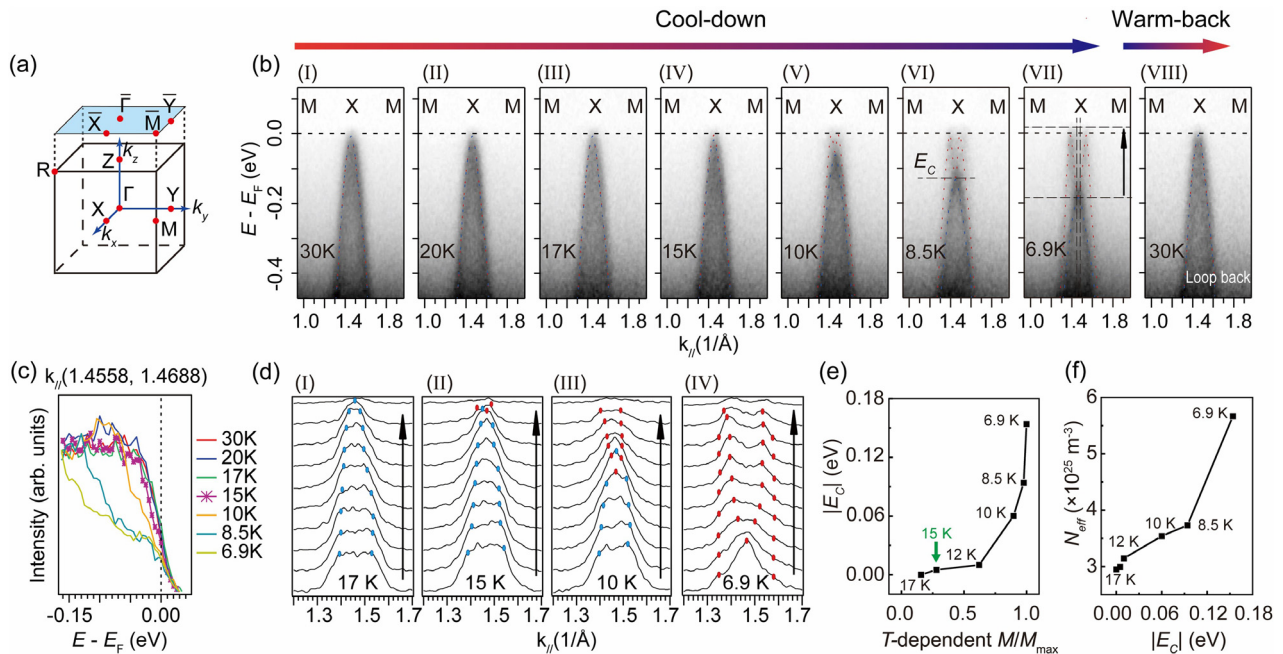 Cool-down
Warm-back
(a)
Γ̅
Y̅
X̅
M̅
R
Z
k_z
Γ
Y
X
M
k_y
k_x
(b)
(I)
(II)
(III)
(IV)
(V)
(VI)
(VII)
(VIII)
M X M
M X M
M X M
M X M
M X M
M X M
M X M
M X M
E - E_F (eV)
0.0
-0.2
-0.4
E_C
30K
20K
17K
15K
10K
8.5K
6.9K
30K
Loop back
1.0 1.4 1.8
1.0 1.4 1.8
1.0 1.4 1.8
1.0 1.4 1.8
1.0 1.4 1.8
1.0 1.4 1.8
1.0 1.4 1.8
1.0 1.4 1.8
k_//(1/Å)
(c)
k_//(1.4558, 1.4688)
Intensity (arb. units)
-0.15 0.00
E - E_F (eV)
30K
20K
17K
15K
10K
8.5K
6.9K
(d)
(I)
(II)
(III)
(IV)
17 K
15 K
10 K
6.9 K
1.3 1.5 1.7
1.3 1.5 1.7
1.3 1.5 1.7
1.3 1.5 1.7
k_//(1/Å)
(e)
|E_C| (eV)
0.18
0.12
0.06
0.00
6.9 K
8.5 K
10 K
15 K
12 K
17 K
0.0 0.5 1.0
T-dependent M/M_max
(f)
N_eff (×10²⁵ m⁻³)
6
5
4
3
6.9 K
8.5 K
10 K
12 K
17 K
0.00 0.06 0.12 0.18
|E_C| (eV)